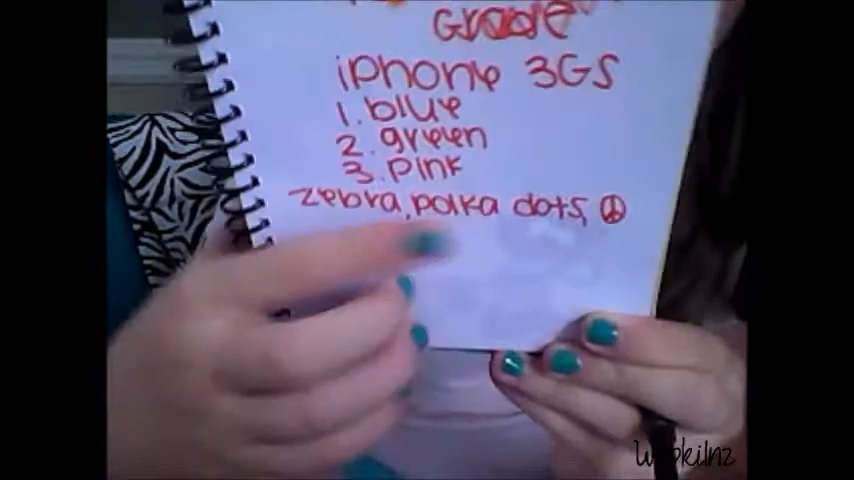 Grade
iphone 3GS
1. blue
2. green
3. pink
zebra, polka dots, ☮